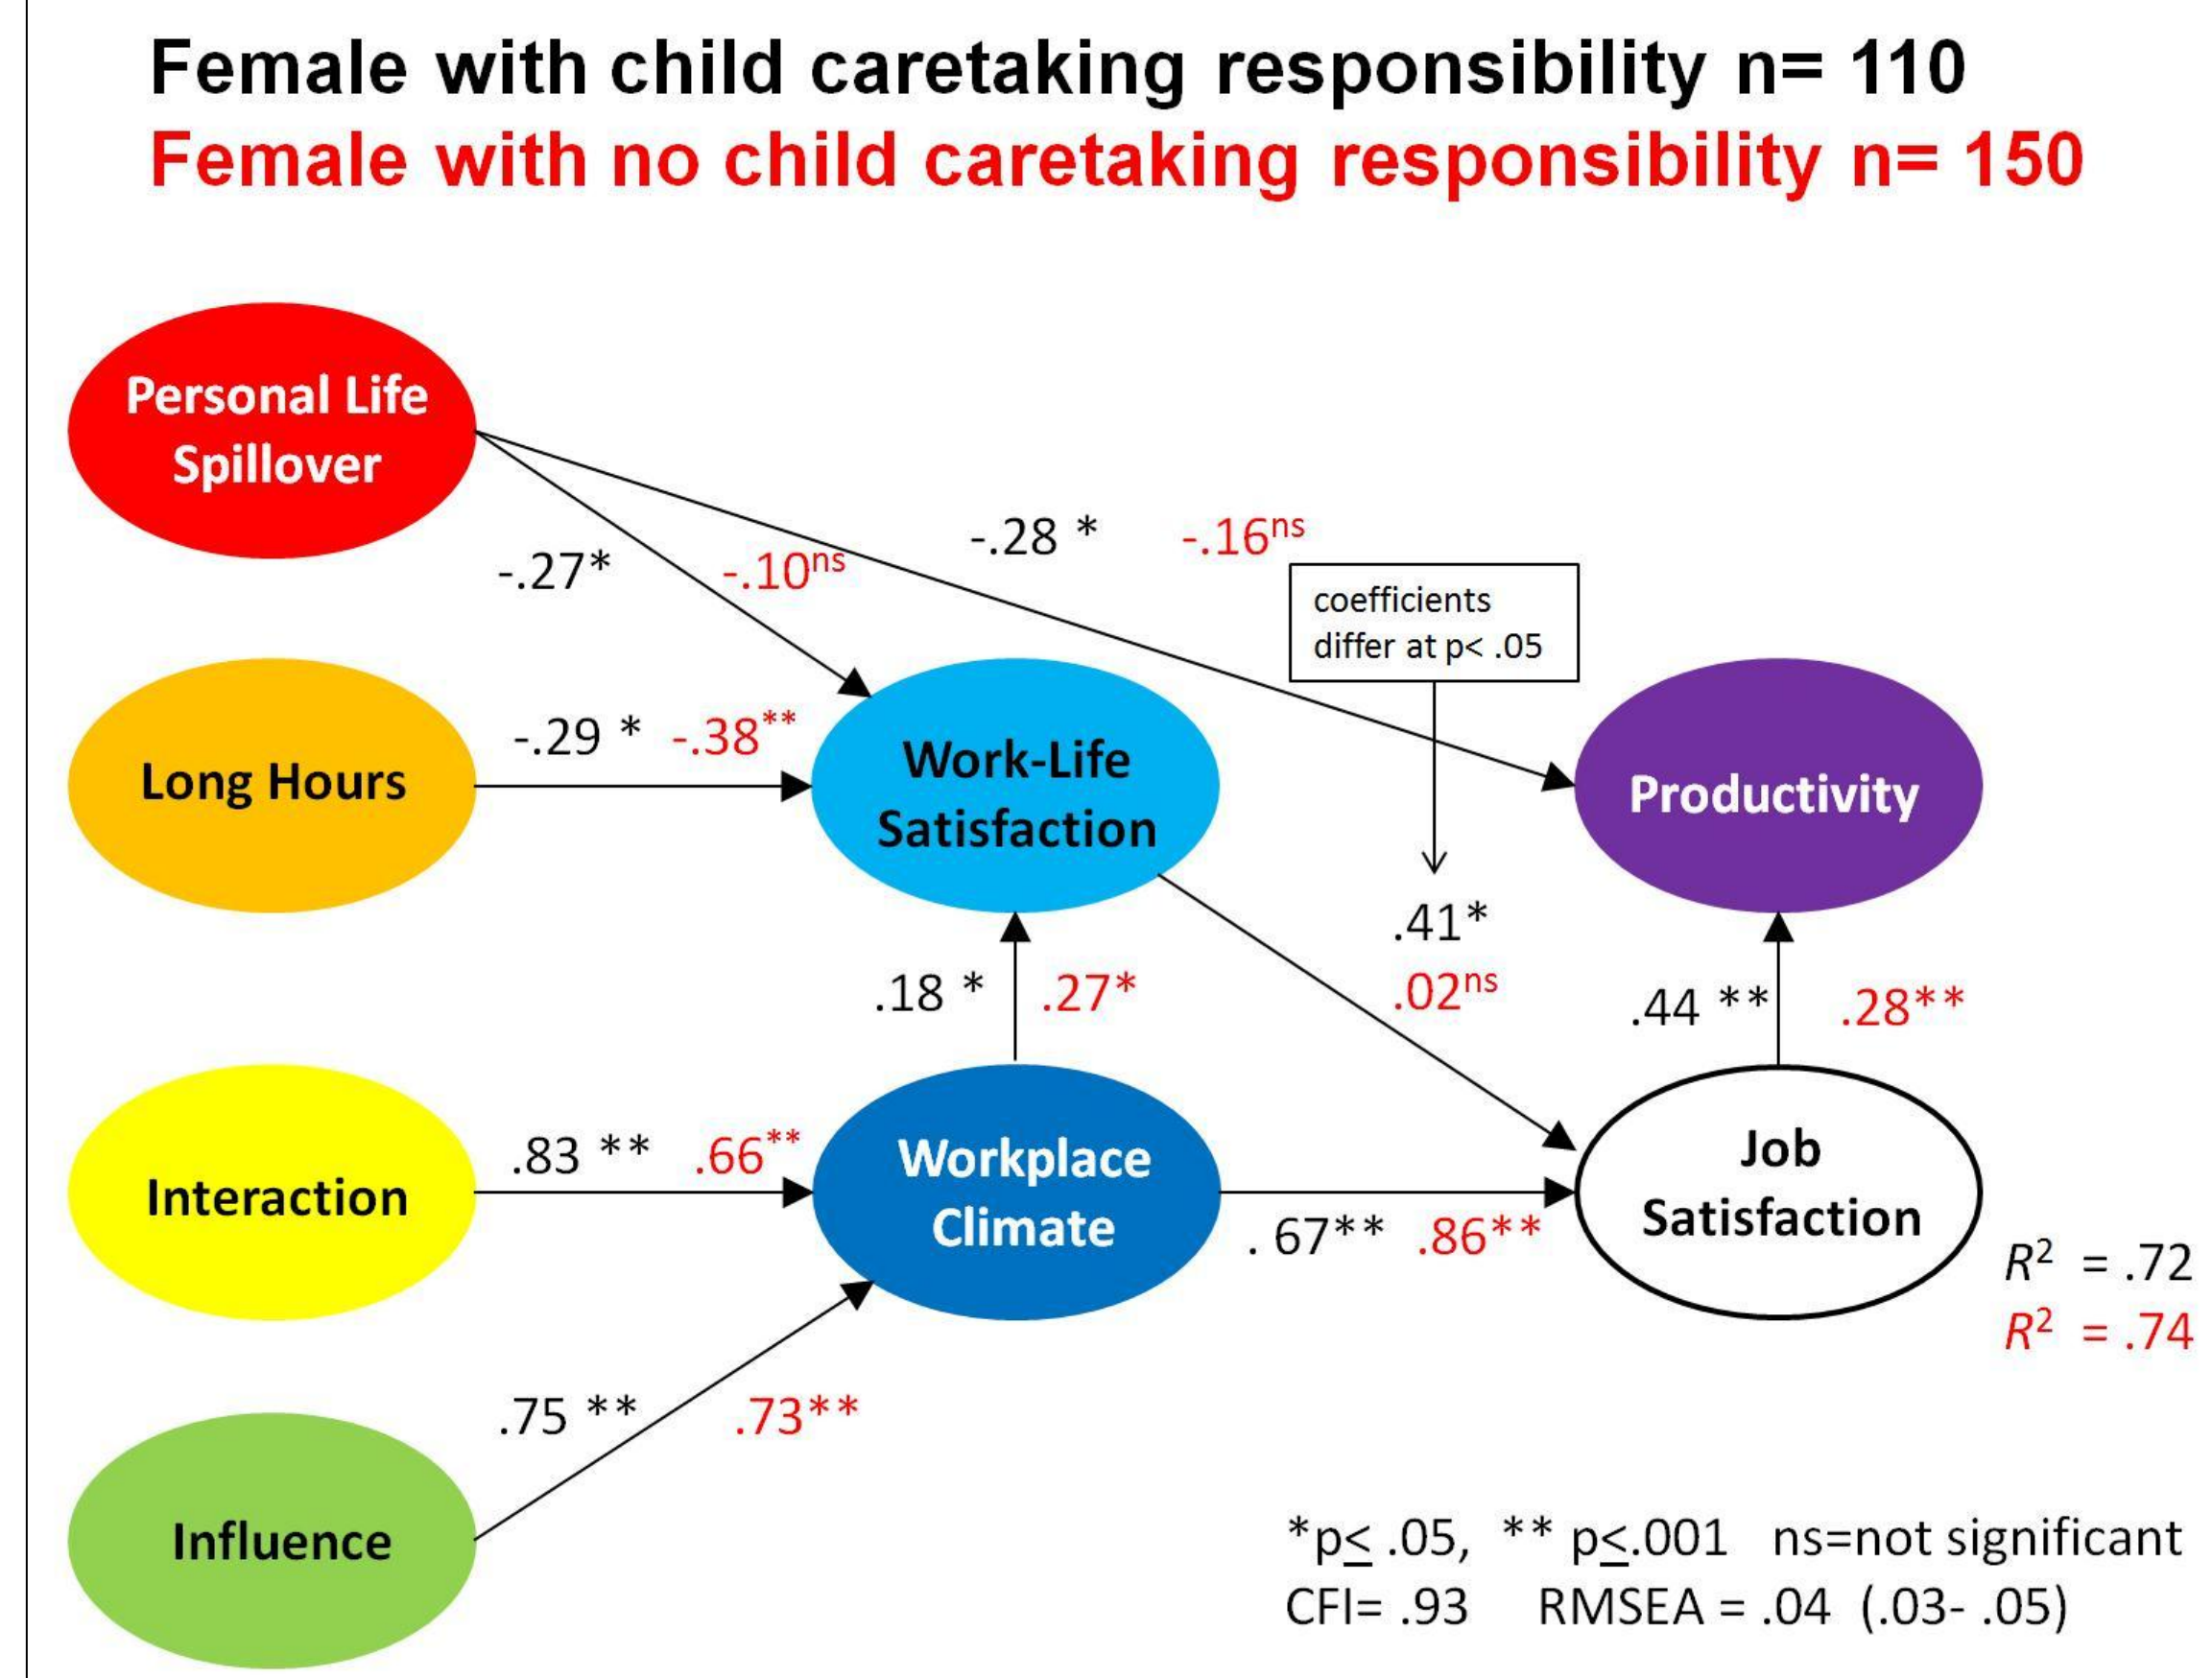 Female with child caretaking responsibility n= 110
Female with no child caretaking responsibility n= 150
Personal Life
Spillover
-.28 * -.16ns
-.27* -.10ns
coefficients
differ at p< .05
Long Hours
-.29 * -.38**
Work-Life
Satisfaction
Productivity
.41*
.02ns
.18 * .27*
.44 ** .28**
Interaction
.83 ** .66**
Workplace
Climate
. 67** .86**
Job
Satisfaction
R² = .72
R² = .74
.75 ** .73**
Influence
*p≤ .05, ** p≤.001 ns=not significant
CFI= .93 RMSEA = .04 (.03- .05)